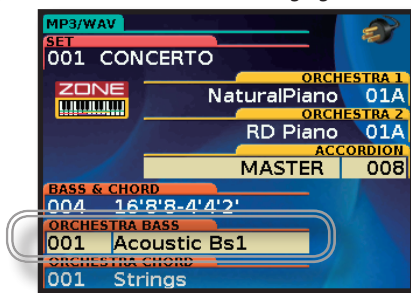 MP3/WAV
SET
001 CONCERTO
ZONE
ORCHESTRA 1
NaturalPiano 01A
ORCHESTRA 2
RD Piano 01A
ACCORDION
MASTER 008
BASS & CHORD
004 16'8'8-4'4'2'
ORCHESTRA BASS
001 Acoustic Bs1
ORCHESTRA CHORD
001 Strings